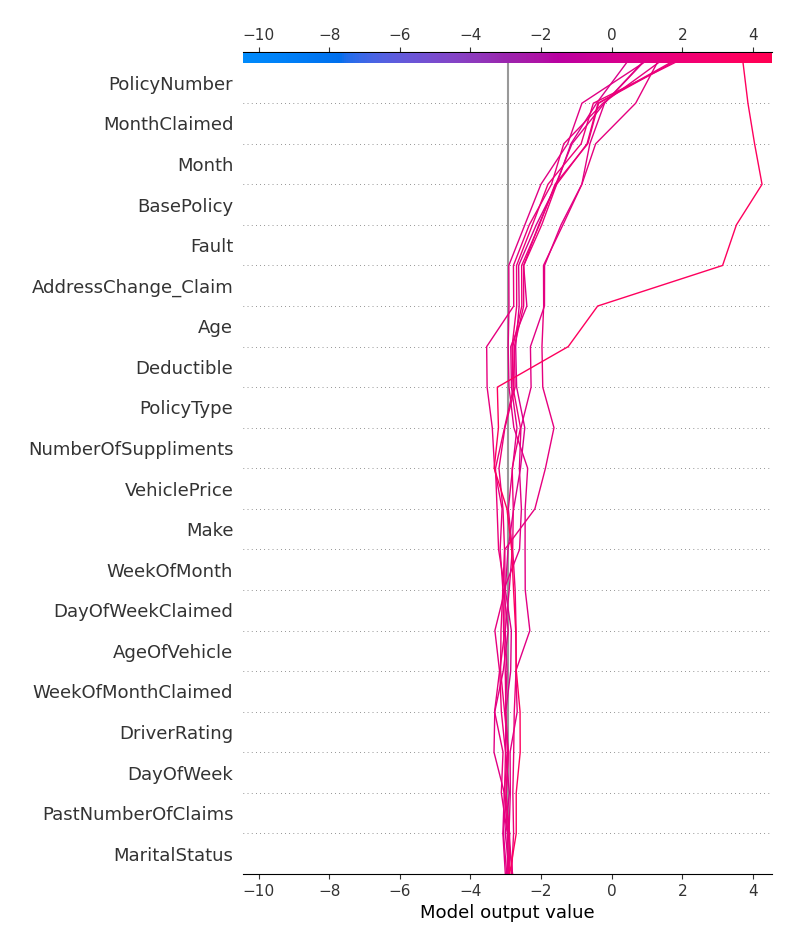 −10 −8 −6 −4 −2 0 2 4
PolicyNumber
MonthClaimed
Month
BasePolicy
Fault
AddressChange_Claim
Age
Deductible
PolicyType
NumberOfSuppliments
VehiclePrice
Make
WeekOfMonth
DayOfWeekClaimed
AgeOfVehicle
WeekOfMonthClaimed
DriverRating
DayOfWeek
PastNumberOfClaims
MaritalStatus
−10 −8 −6 −4 −2 0 2 4
Model output value